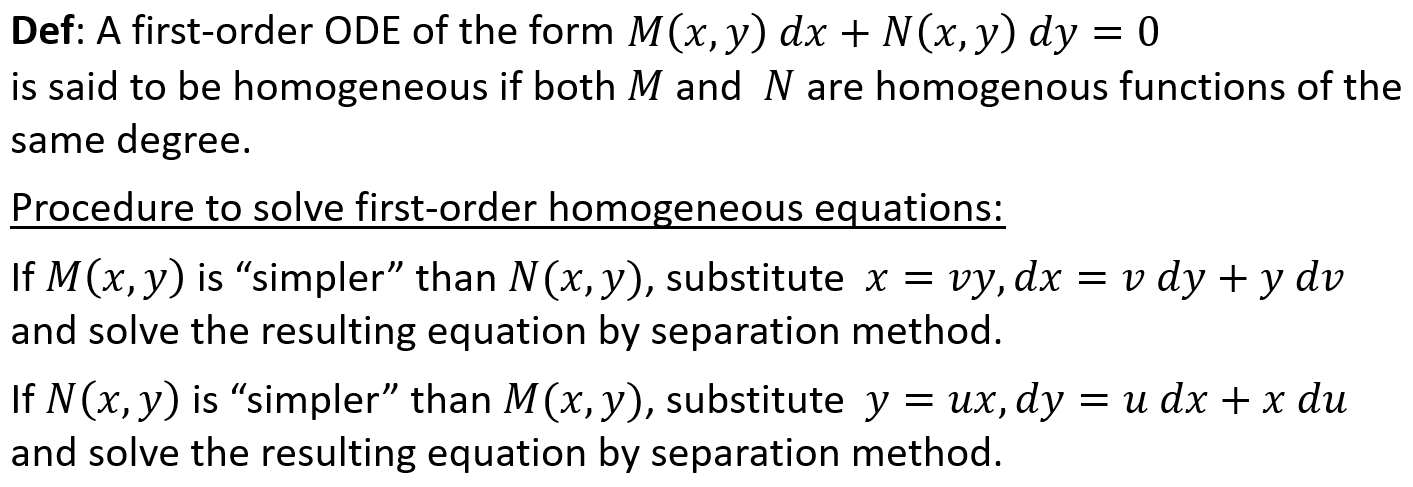 Def: A first-order ODE of the form M(x, y) dx + N(x, y) dy = 0
is said to be homogeneous if both M and N are homogenous functions of the
same degree.
Procedure to solve first-order homogeneous equations:
If M(x, y) is “simpler” than N(x, y), substitute x = vy, dx = v dy + y dv
and solve the resulting equation by separation method.
If N(x, y) is “simpler” than M(x, y), substitute y = ux, dy = u dx + x du
and solve the resulting equation by separation method.